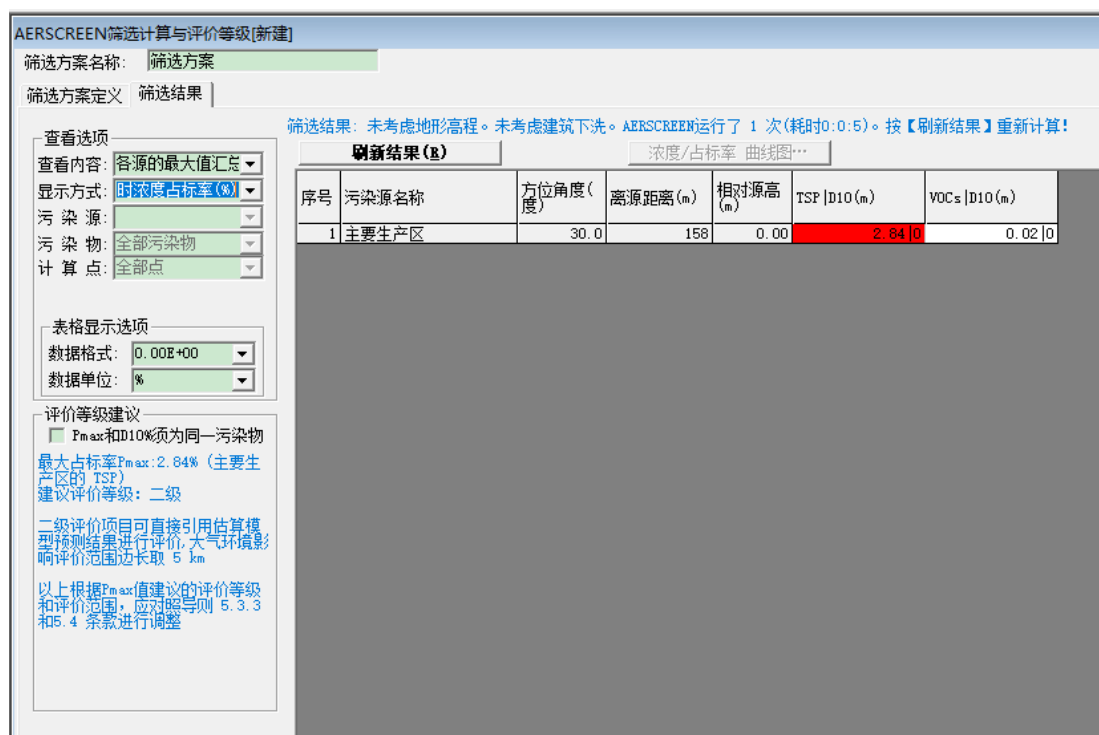 AERSCREEN筛选计算与评价等级[新建]
筛选方案名称: 筛选方案
筛选方案定义 筛选结果
筛选结果: 未考虑地形高程。未考虑建筑下洗。AERSCREEN运行了 1 次(耗时0:0:5)。按【刷新结果】重新计算!
刷新结果(R) 浓度/占标率 曲线图…
查看选项
查看内容: 各源的最大值汇总
显示方式: 时浓度占标率(%)
污 染 源:
污 染 物: 全部污染物
计 算 点: 全部点
序号 污染源名称 方位角度(度) 离源距离(m) 相对源高(m) TSP|D10(m) VOCs|D10(m)
1 主要生产区 30.0 158 0.00 2.84|0 0.02|0
表格显示选项
数据格式: 0.00E+00
数据单位: %
评价等级建议
Pmax和D10%须为同一污染物
最大占标率Pmax:2.84% (主要生
产区的 TSP)
建议评价等级: 二级
二级评价项目可直接引用估算模
型预测结果进行评价,大气环境影
响评价范围边长取 5 km
以上根据Pmax值建议的评价等级
和评价范围, 应对照导则 5.3.3
和5.4 条款进行调整